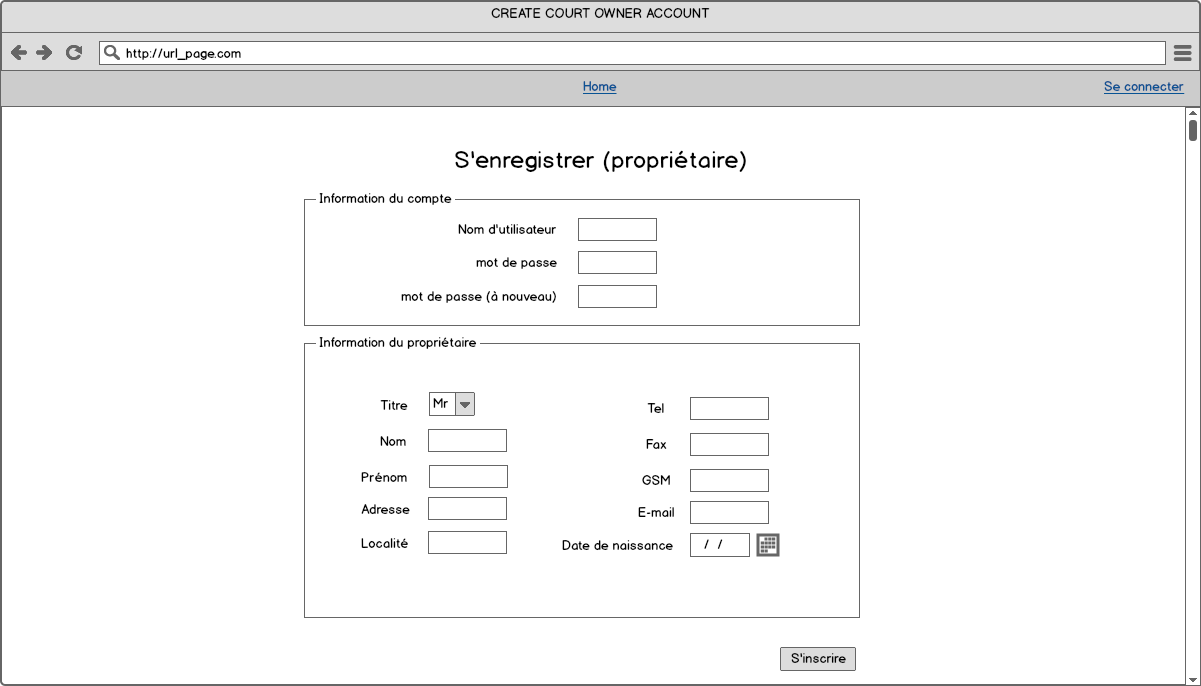 CREATE COURT OWNER ACCOUNT
http://url_page.com
Home
Se connecter
S'enregistrer (propriétaire)
Information du compte
Nom d'utilisateur
mot de passe
mot de passe (à nouveau)
Information du propriétaire
Titre
Mr
Nom
Prénom
Adresse
Localité
Tel
Fax
GSM
E-mail
Date de naissance
/ /
S'inscrire